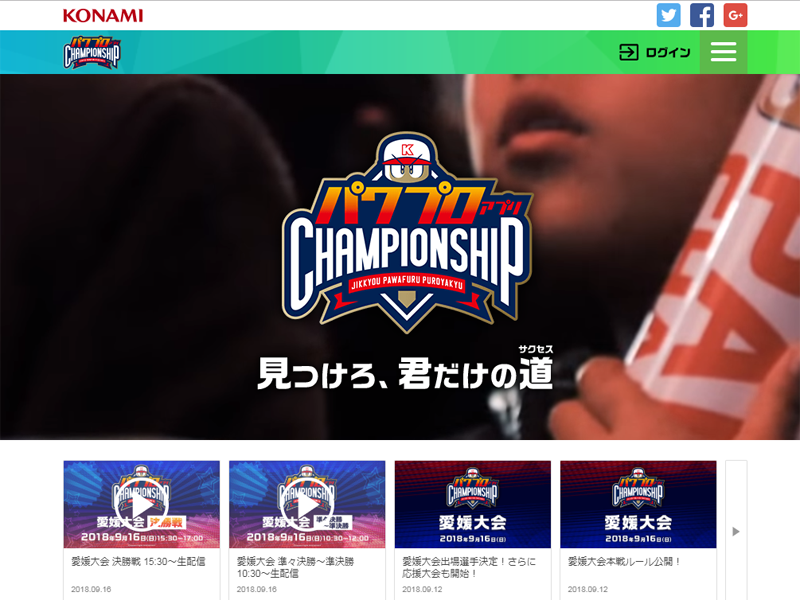 KONAMI
G+
パワプロ
CHAMPIONSHIP
ログイン
K
パワプロアプリ
CHAMPIONSHIP
JIKKYOU PAWAFURU PUROYAKYU
サクセス
見つけろ、君だけの道
パワプロ
CHAMPIONSHIP
愛媛大会 決勝戦
2018年9月16日(日)15:30~17:00
愛媛大会 決勝戦 15:30～生配信
2018.09.16
パワプロ
CHAMPIONSHIP
愛媛大会 準々決勝～準決勝
2018年9月16日(日)10:30~12:00
愛媛大会 準々決勝～準決勝
10:30～生配信
2018.09.16
パワプロ
CHAMPIONSHIP
愛媛大会
2018年9月16日(日)
愛媛大会出場選手決定！さらに
応援大会も開始！
2018.09.12
パワプロ
CHAMPIONSHIP
愛媛大会
2018年9月16日(日)
愛媛大会本戦ルール公開！
2018.09.12